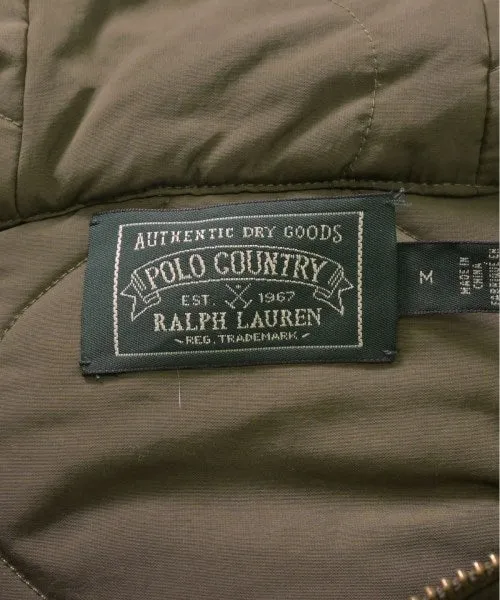 AUTHENTIC DRY GOODS
POLO COUNTRY
EST. 1967
RALPH LAUREN
-REG. TRADEMARK-
M
MADE IN
CHINA